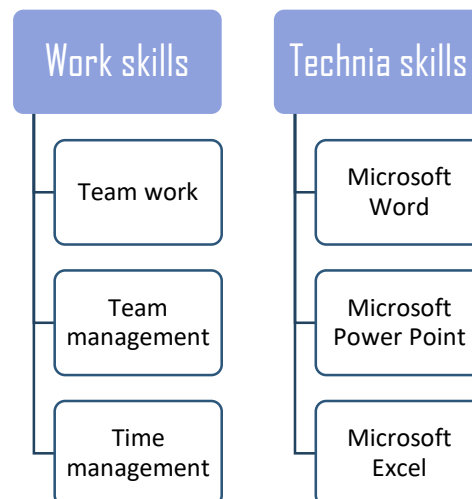 Work skills
Team work
Team
management
Time
management
Technia skills
Microsoft
Word
Microsoft
Power Point
Microsoft
Excel